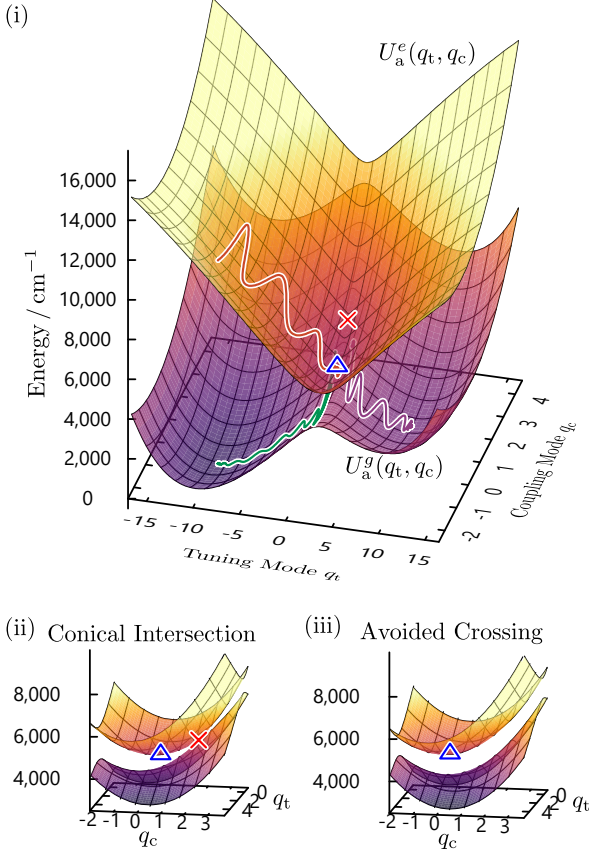 (i)
U_a^e(q_t, q_c)
Energy / cm^{-1}
16,000
14,000
12,000
10,000
8,000
6,000
4,000
2,000
0
-15
-10
-5
0
5
10
15
Tuning Mode q_t
-2
-1
0
1
2
3
4
Coupling Mode q_c
U_a^g(q_t, q_c)
(ii) Conical Intersection
8,000
6,000
4,000
-2 -1 0 1 2 3
q_c
4 2 0
q_t
(iii) Avoided Crossing
8,000
6,000
4,000
-2 -1 0 1 2 3
q_c
4 2 0
q_t